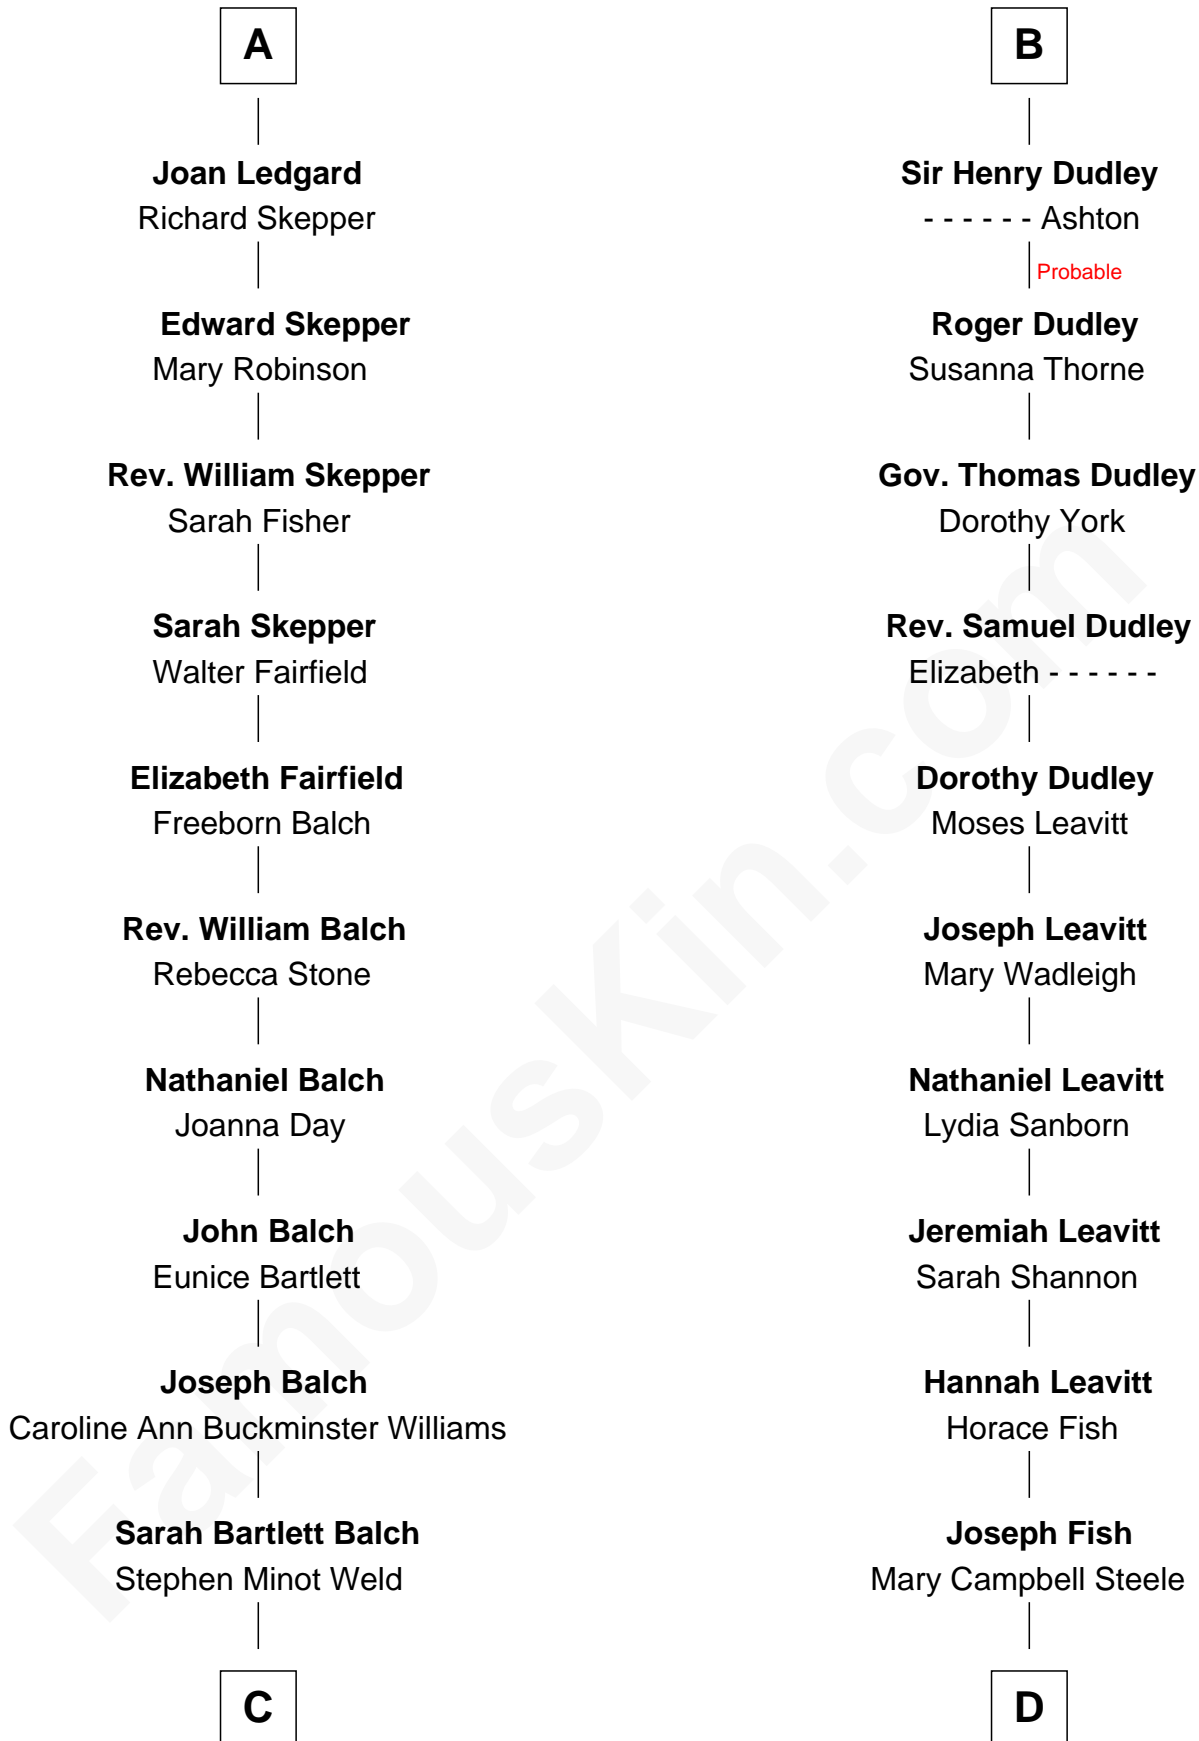 A
Joan Ledgard
Richard Skepper
Edward Skepper
Mary Robinson
Rev. William Skepper
Sarah Fisher
Sarah Skepper
Walter Fairfield
Elizabeth Fairfield
Freeborn Balch
Rev. William Balch
Rebecca Stone
Nathaniel Balch
Joanna Day
John Balch
Eunice Bartlett
Joseph Balch
Caroline Ann Buckminster Williams
Sarah Bartlett Balch
Stephen Minot Weld
C
B
Sir Henry Dudley
- - - - - - Ashton
Probable
Roger Dudley
Susanna Thorne
Gov. Thomas Dudley
Dorothy York
Rev. Samuel Dudley
Elizabeth - - - - - -
Dorothy Dudley
Moses Leavitt
Joseph Leavitt
Mary Wadleigh
Nathaniel Leavitt
Lydia Sanborn
Jeremiah Leavitt
Sarah Shannon
Hannah Leavitt
Horace Fish
Joseph Fish
Mary Campbell Steele
D
FamousKin.com